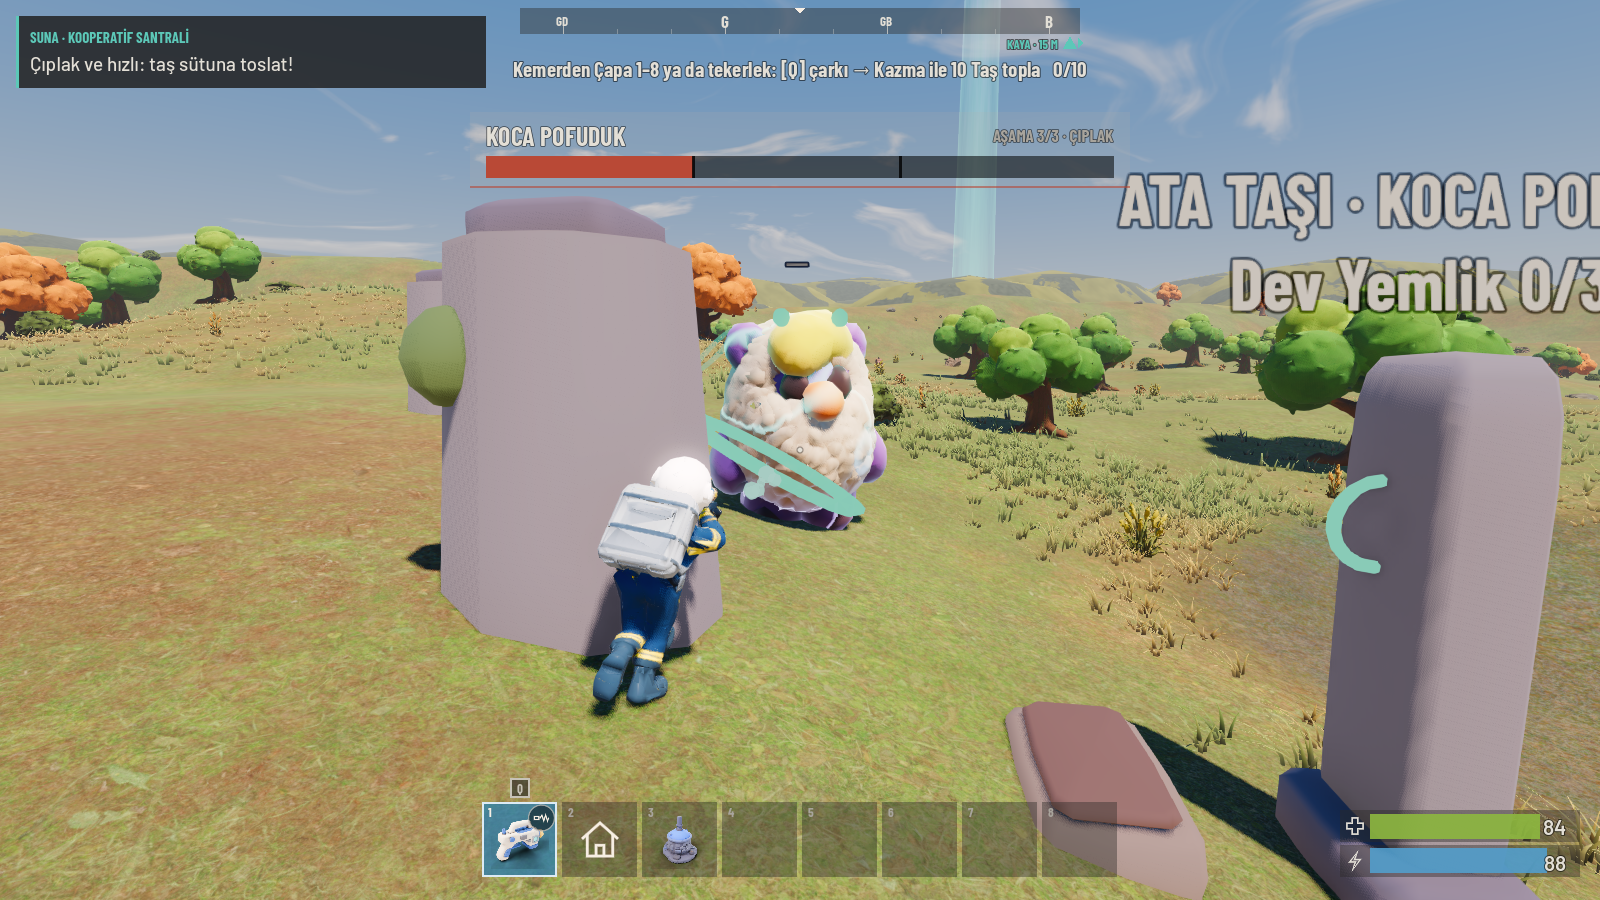 SUNA · KOOPERATİF SANTRALİ
Çıplak ve hızlı: taş sütuna toslat!
GD
G
GB
B
KAYA · 15 M
Kemerden Çapa 1-8 ya da tekerlek: [Q] çarkı → Kazma ile 10 Taş topla 0/10
KOCA POFUDUK
AŞAMA 3/3 · ÇIPLAK
ATA TAŞI · KOCA
Dev Yemlik 0/3
Q
1
2
3
4
5
6
7
8
84
88